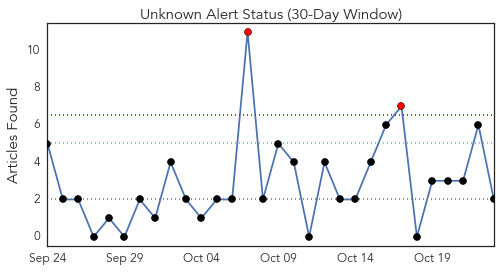 Unknown Alert Status (30-Day Window)
Articles Found
10
8
6
4
2
0
Sep 24 Sep 29 Oct 04 Oct 09 Oct 14 Oct 19